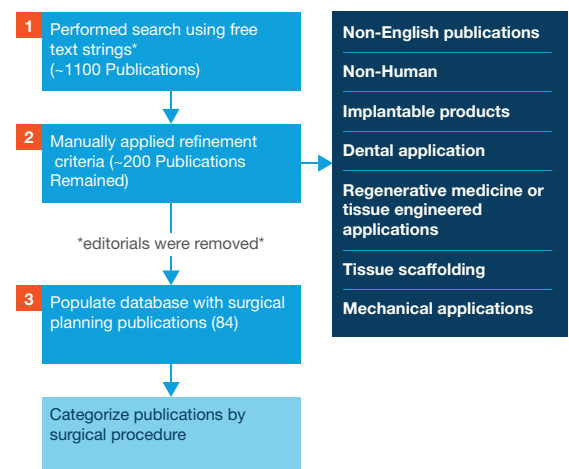 1
Performed search using free
text strings*
(~1100 Publications)
2
Manually applied refinement
criteria (~200 Publications
Remained)
*editorials were removed*
3
Populate database with surgical
planning publications (84)
Categorize publications by
surgical procedure
Non-English publications
Non-Human
Implantable products
Dental application
Regenerative medicine or
tissue engineered
applications
Tissue scaffolding
Mechanical applications